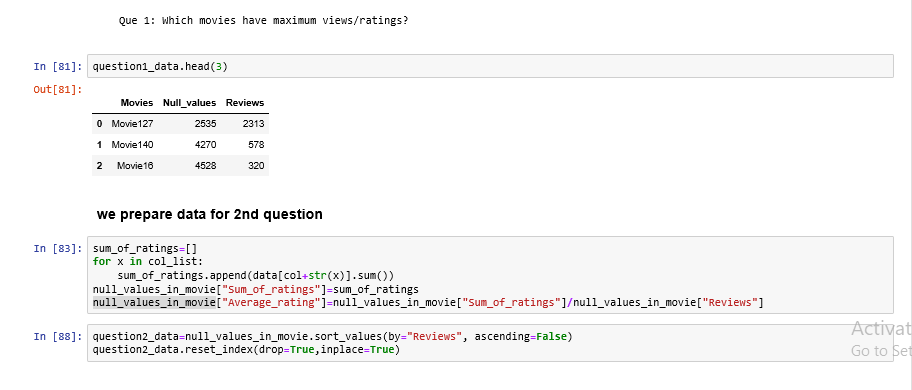 Que 1: Which movies have maximum views/ratings?
In [81]: question1_data.head(3)
Out[81]:
Movies Null_values Reviews
0 Movie127 2535 2313
1 Movie140 4270 578
2 Movie16 4528 320
we prepare data for 2nd question
In [83]: sum_of_ratings=[]
for x in col_list:
    sum_of_ratings.append(data[col+str(x)].sum())
null_values_in_movie["Sum_of_ratings"]=sum_of_ratings
null_values_in_movie["Average_rating"]=null_values_in_movie["Sum_of_ratings"]/null_values_in_movie["Reviews"]
In [88]: question2_data=null_values_in_movie.sort_values(by="Reviews", ascending=False)
question2_data.reset_index(drop=True,inplace=True)
Activat
Go to Set